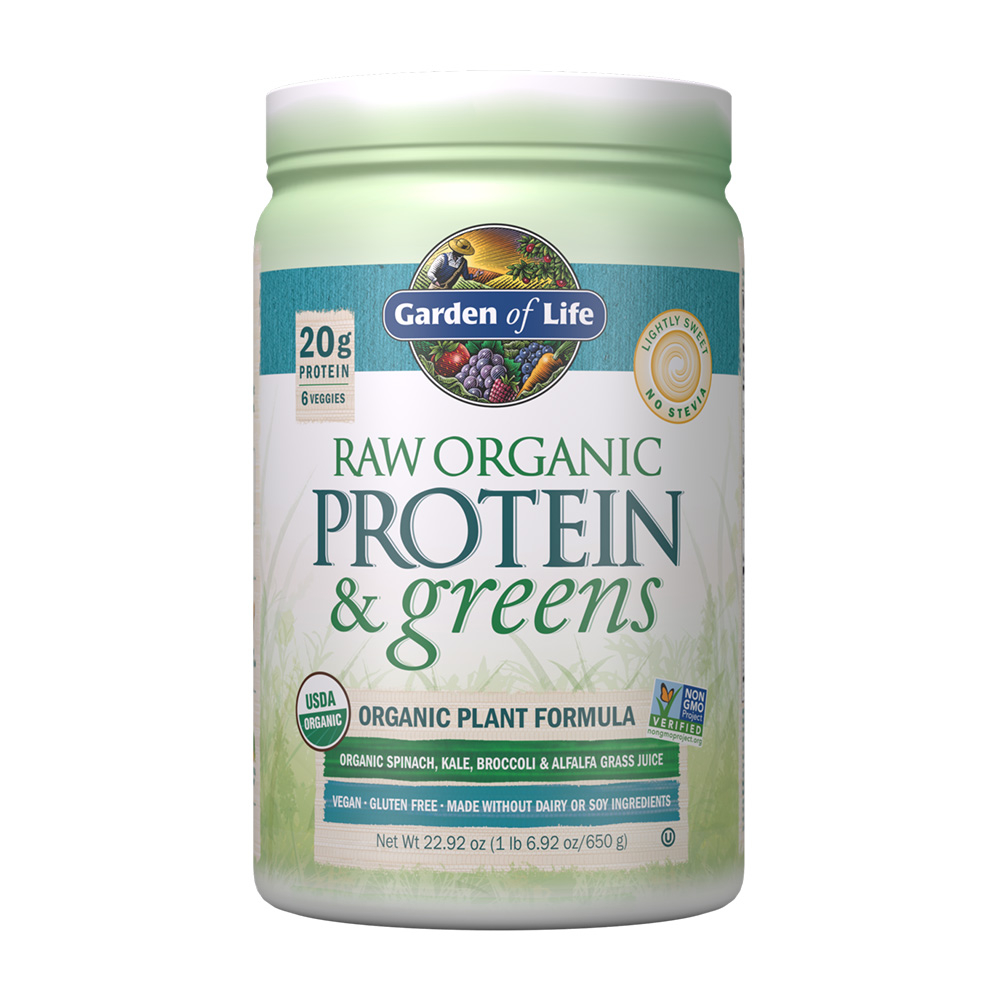 Garden of Life
20g
PROTEIN
6 VEGGIES
LIGHTLY SWEET
NO STEVIA
RAW ORGANIC
PROTEIN
& greens
USDA
ORGANIC
ORGANIC PLANT FORMULA
NON
GMO
Project
VERIFIED
nongmoproject.org
ORGANIC SPINACH, KALE, BROCCOLI & ALFALFA GRASS JUICE
VEGAN · GLUTEN FREE · MADE WITHOUT DAIRY OR SOY INGREDIENTS
Net Wt 22.92 oz (1 lb 6.92 oz/650 g)
U